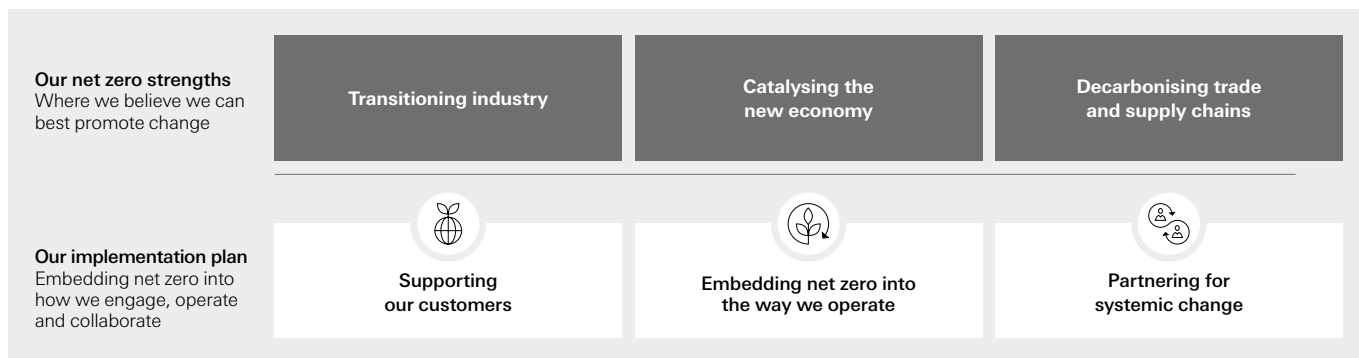 Our net zero strengths
Where we believe we can
best promote change
Transitioning industry
Catalysing the
new economy
Decarbonising trade
and supply chains
Our implementation plan
Embedding net zero into
how we engage, operate
and collaborate
Supporting
our customers
Embedding net zero into
the way we operate
Partnering for
systemic change